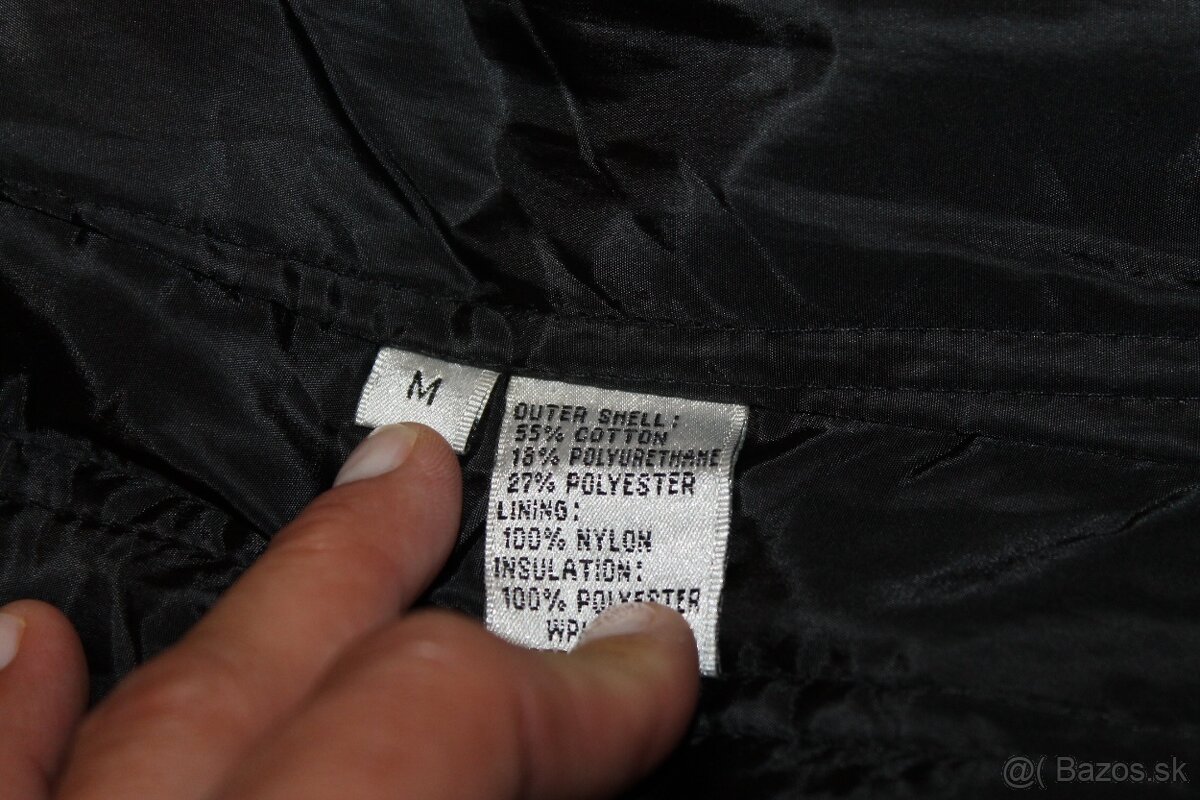 M
OUTER SHELL:
55% COTTON
18% POLYURETHANE
27% POLYESTER
LINING:
100% NYLON
INSULATION:
100% POLYESTER
@( Bazos.sk